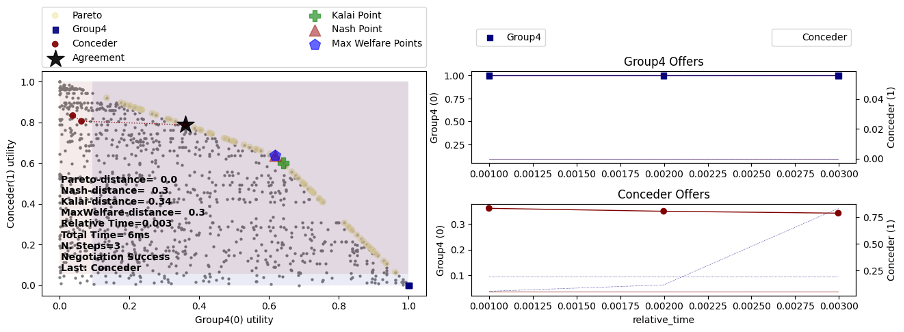 Pareto
Group4
Conceder
Agreement
Kalai Point
Nash Point
Max Welfare Points
1.0
0.8
0.6
0.4
0.2
0.0
Conceder(1) utility
Pareto-distance= 0.0
Nash-distance= 0.3
Kalai-distance= 0.34
MaxWelfare-distance= 0.3
Relative Time=0.003
Total Time= 6ms
N. Steps=3
Negotiation Success
Last: Conceder
0.0 0.2 0.4 0.6 0.8 1.0
Group4(0) utility
Group4
Conceder
Group4 Offers
1.00
0.75
0.50
0.25
Group4 (0)
0.04
0.02
0.00
Conceder (1)
0.00100 0.00125 0.00150 0.00175 0.00200 0.00225 0.00250 0.00275 0.00300
Conceder Offers
0.3
0.2
0.1
Group4 (0)
0.75
0.50
0.25
Conceder (1)
0.00100 0.00125 0.00150 0.00175 0.00200 0.00225 0.00250 0.00275 0.00300
relative_time